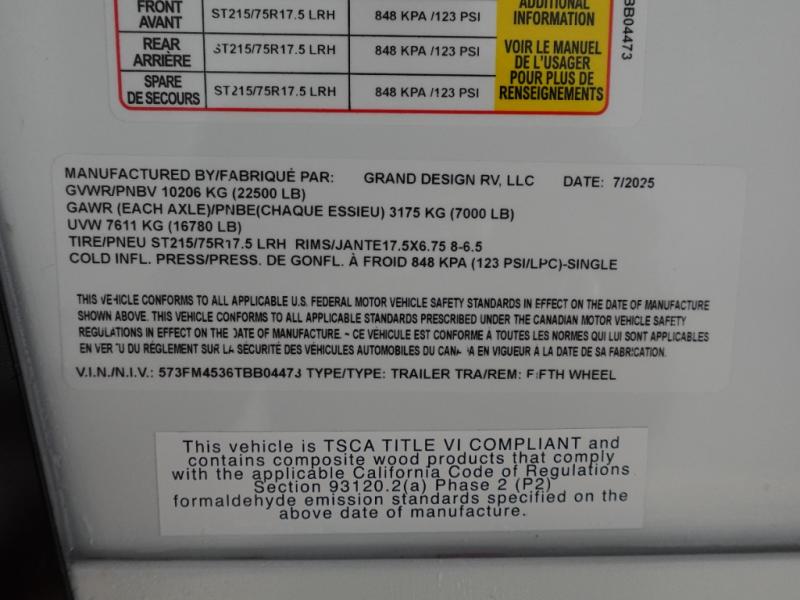 FRONT
AVANT
ST215/75R17.5 LRH
848 KPA /123 PSI
REAR
ARRIÈRE
ST215/75R17.5 LRH
848 KPA /123 PSI
SPARE
DE SECOURS
ST215/75R17.5 LRH
848 KPA /123 PSI
ADDITIONAL
INFORMATION
VOIR LE MANUEL
DE L'USAGER
POUR PLUS DE
RENSEIGNEMENTS
BB04473
MANUFACTURED BY/FABRIQUÉ PAR: GRAND DESIGN RV, LLC DATE: 7/2025
GVWR/PNBV 10206 KG (22500 LB)
GAWR (EACH AXLE)/PNBE(CHAQUE ESSIEU) 3175 KG (7000 LB)
UVW 7611 KG (16780 LB)
TIRE/PNEU ST215/75R17.5 LRH RIMS/JANTE17.5X6.75 8-6.5
COLD INFL. PRESS/PRESS. DE GONFL. À FROID 848 KPA (123 PSI/LPC)-SINGLE
THIS VEHICLE CONFORMS TO ALL APPLICABLE U.S. FEDERAL MOTOR VEHICLE SAFETY STANDARDS IN EFFECT ON THE DATE OF MANUFACTURE
SHOWN ABOVE. THIS VEHICLE CONFORMS TO ALL APPLICABLE STANDARDS PRESCRIBED UNDER THE CANADIAN MOTOR VEHICLE SAFETY
REGULATIONS IN EFFECT ON THE DATE OF MANUFACTURE. ~ CE VÉHICULE EST CONFORME À TOUTES LES NORMES QUI LUI SONT APPLICABLES
EN VERTU DU RÉGLEMENT SUR LA SÉCURITÉ DES VÉHICULES AUTOMOBILES DU CANADA EN VIGUEUR À LA DATE DE SA FABRICATION.
V.I.N./N.I.V.: 573FM4536TBB04473 TYPE/TYPE: TRAILER TRA/REM: FIFTH WHEEL
This vehicle is TSCA TITLE VI COMPLIANT and
contains composite wood products that comply
with the applicable California Code of Regulations
Section 93120.2(a) Phase 2 (P2)
formaldehyde emission standards specified on the
above date of manufacture.